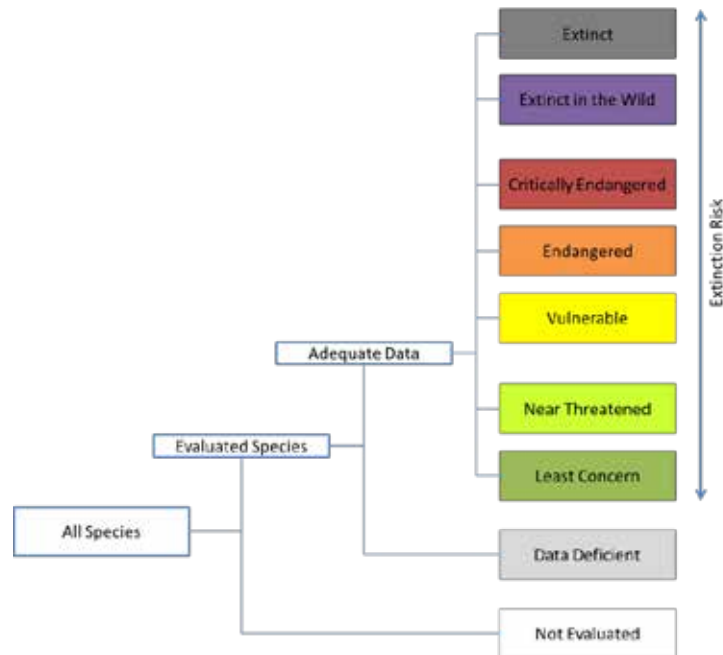 Extinct
Extinct in the Wild
Critically Endangered
Endangered
Vulnerable
Near Threatened
Least Concern
Data Deficient
Not Evaluated
Adequate Data
Evaluated Species
All Species
Extinction Risk